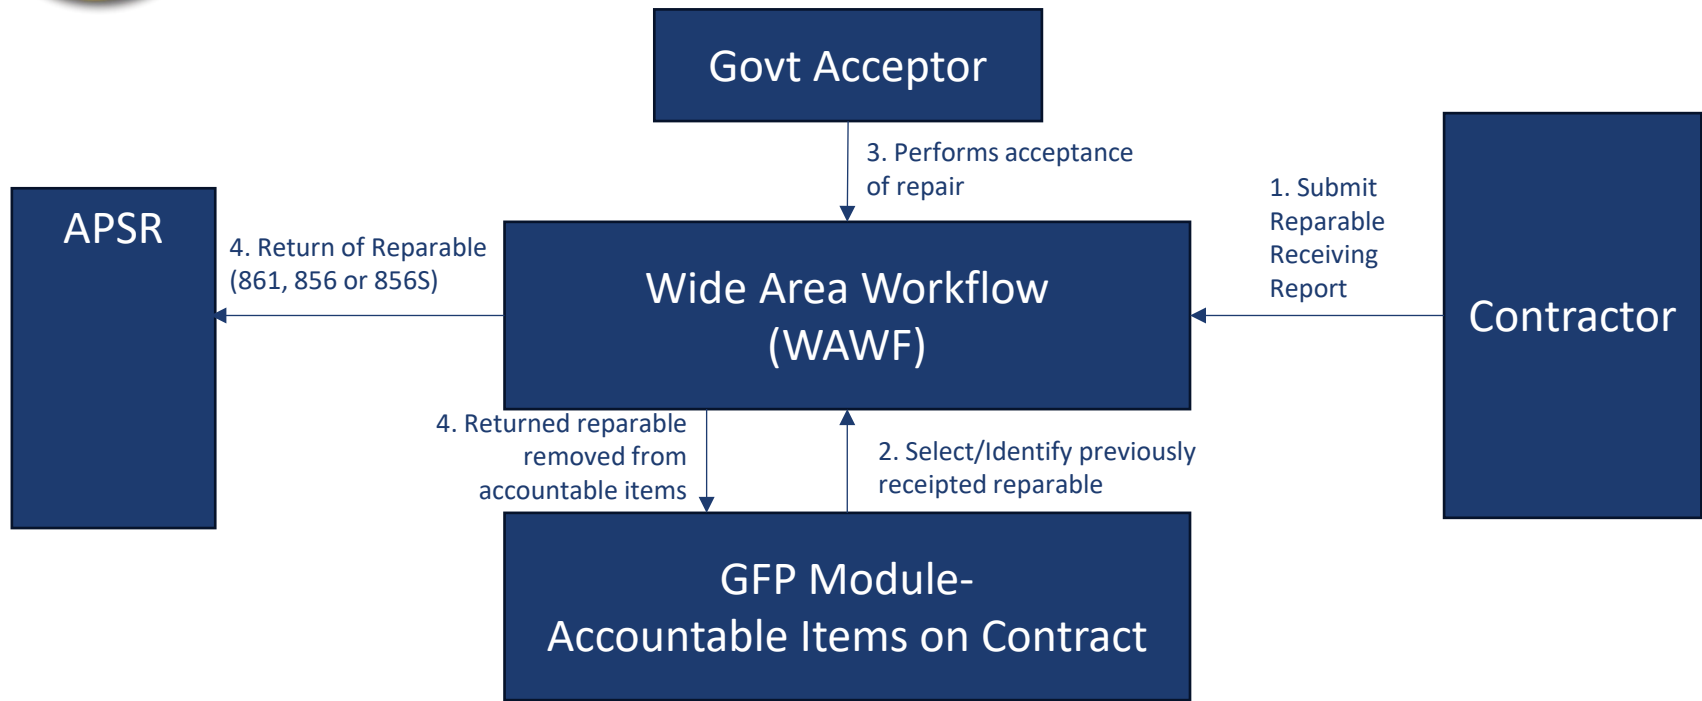 Govt Acceptor
3. Performs acceptance
of repair
1. Submit
Reparable
Receiving
Report
APSR
4. Return of Reparable
(861, 856 or 856S)
Wide Area Workflow
(WAWF)
Contractor
4. Returned reparable
removed from
accountable items
2. Select/Identify previously
receipted reparable
GFP Module-
Accountable Items on Contract